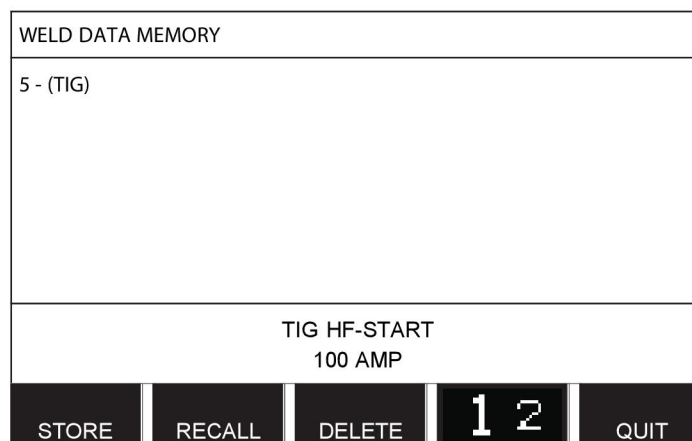 WELD DATA MEMORY
5 - (TIG)
TIG HF-START
100 AMP
STORE RECALL DELETE 1 2 QUIT